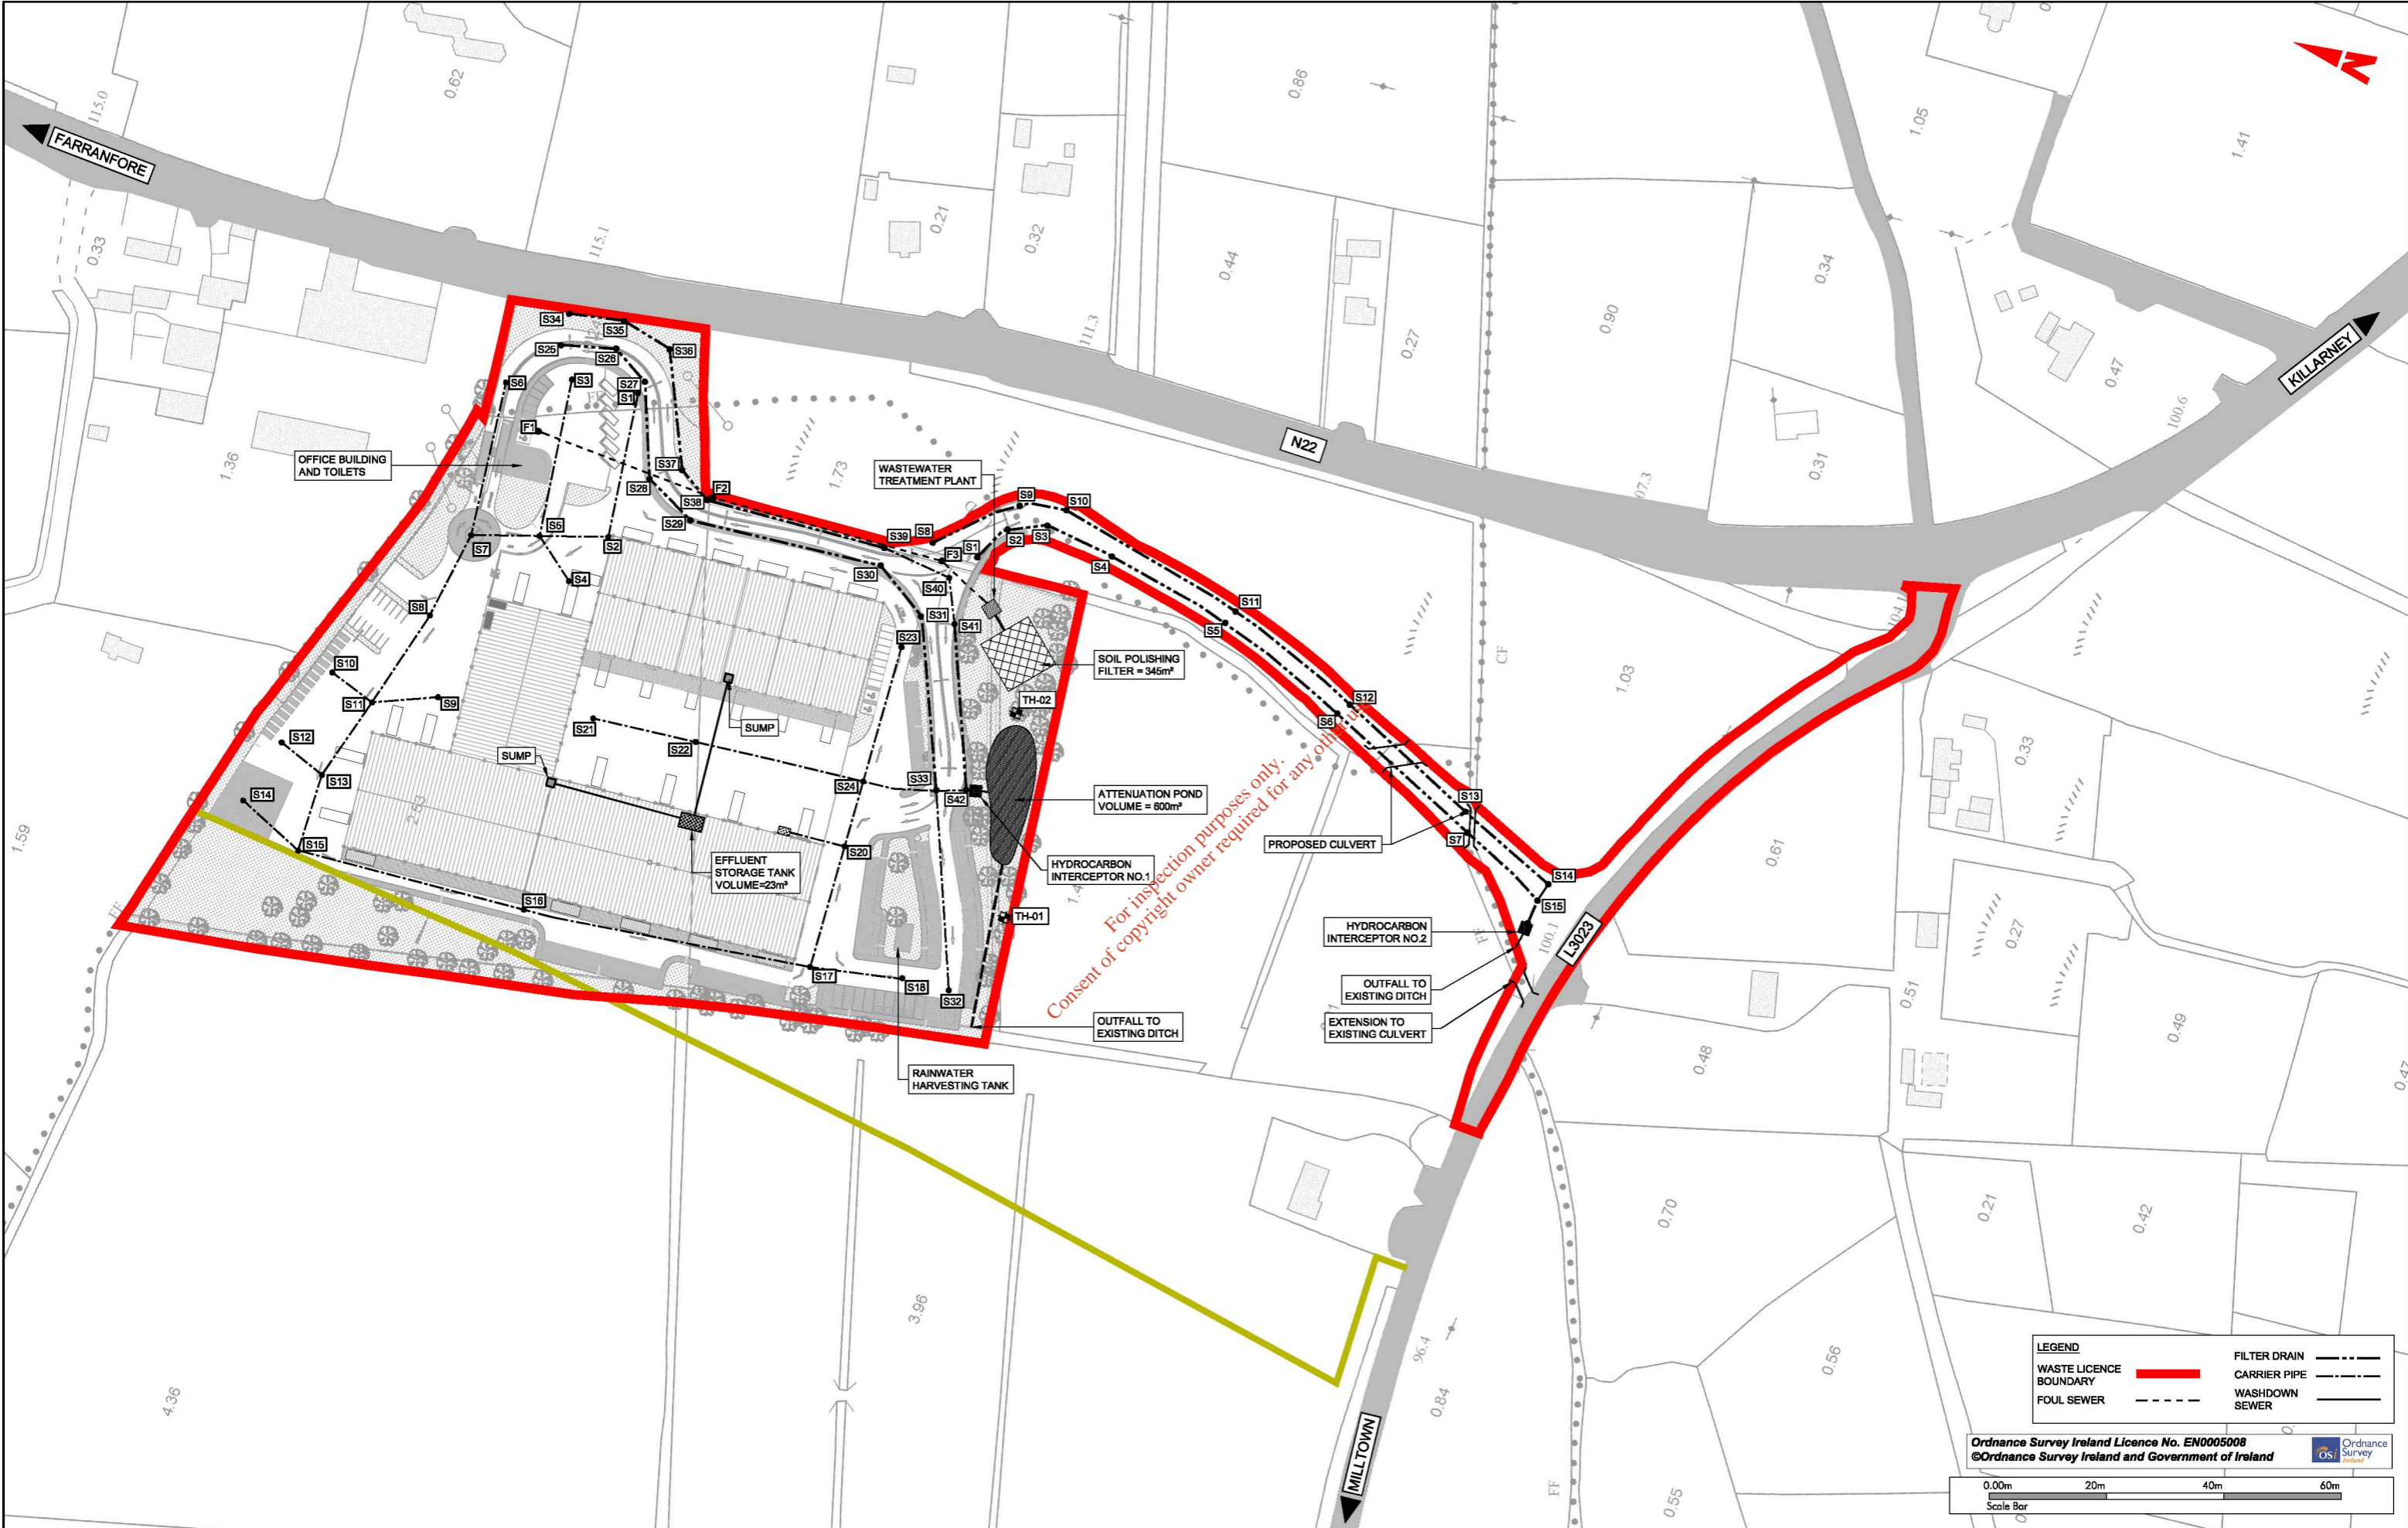 N
FARRANFORE
115.0
0.62
0.86
1.05
1.41
0.33
115.1
0.21
0.32
0.44
0.34
0.27
111.3
0.90
KILLARNEY
0.47
100.6
S34
S35
S36
S25
S26
S6
S3
S27
S1
FF
F1
N22
0.31
1.36
OFFICE BUILDING
AND TOILETS
1.73
WASTEWATER
TREATMENT PLANT
S37
S28
F2
S38
S29
S9
S10
S39
S8
S1
S2
S3
F3
S4
S7
S5
S2
S4
S30
S40
S8
S31
S41
S11
S5
S23
CF
SOIL POLISHING
FILTER = 345m²
1.03
S10
S11
S9
TH-02
S12
S6
SUMP
S21
S22
S12
SUMP
S13
2.53
S24
S33
S42
ATTENUATION POND
VOLUME = 600m³
S13
S14
S7
PROPOSED CULVERT
0.33
0.61
1.59
S15
S20
EFFLUENT
STORAGE TANK
VOLUME=23m³
HYDROCARBON
INTERCEPTOR NO.1
S14
S15
For inspection purposes only.
Consent of copyright owner required for any other use.
FF
S16
TH-01
HYDROCARBON
INTERCEPTOR NO.2
FF
100.1
L3023
0.27
S17
S18
S32
OUTFALL TO
EXISTING DITCH
0.51
OUTFALL TO
EXISTING DITCH
EXTENSION TO
EXISTING CULVERT
0.49
0.48
RAINWATER
HARVESTING TANK
0.47
0.70
0.21
0.42
3.96
96.4
0.56
4.36
0.84
MILLTOWN
FF
0.55
LEGEND
WASTE LICENCE
BOUNDARY
FOUL SEWER
FILTER DRAIN
CARRIER PIPE
WASHDOWN
SEWER
Ordnance Survey Ireland Licence No. EN0005008
©Ordnance Survey Ireland and Government of Ireland
OSi
Ordnance
Survey
Ireland
0.00m 20m 40m 60m
Scale Bar